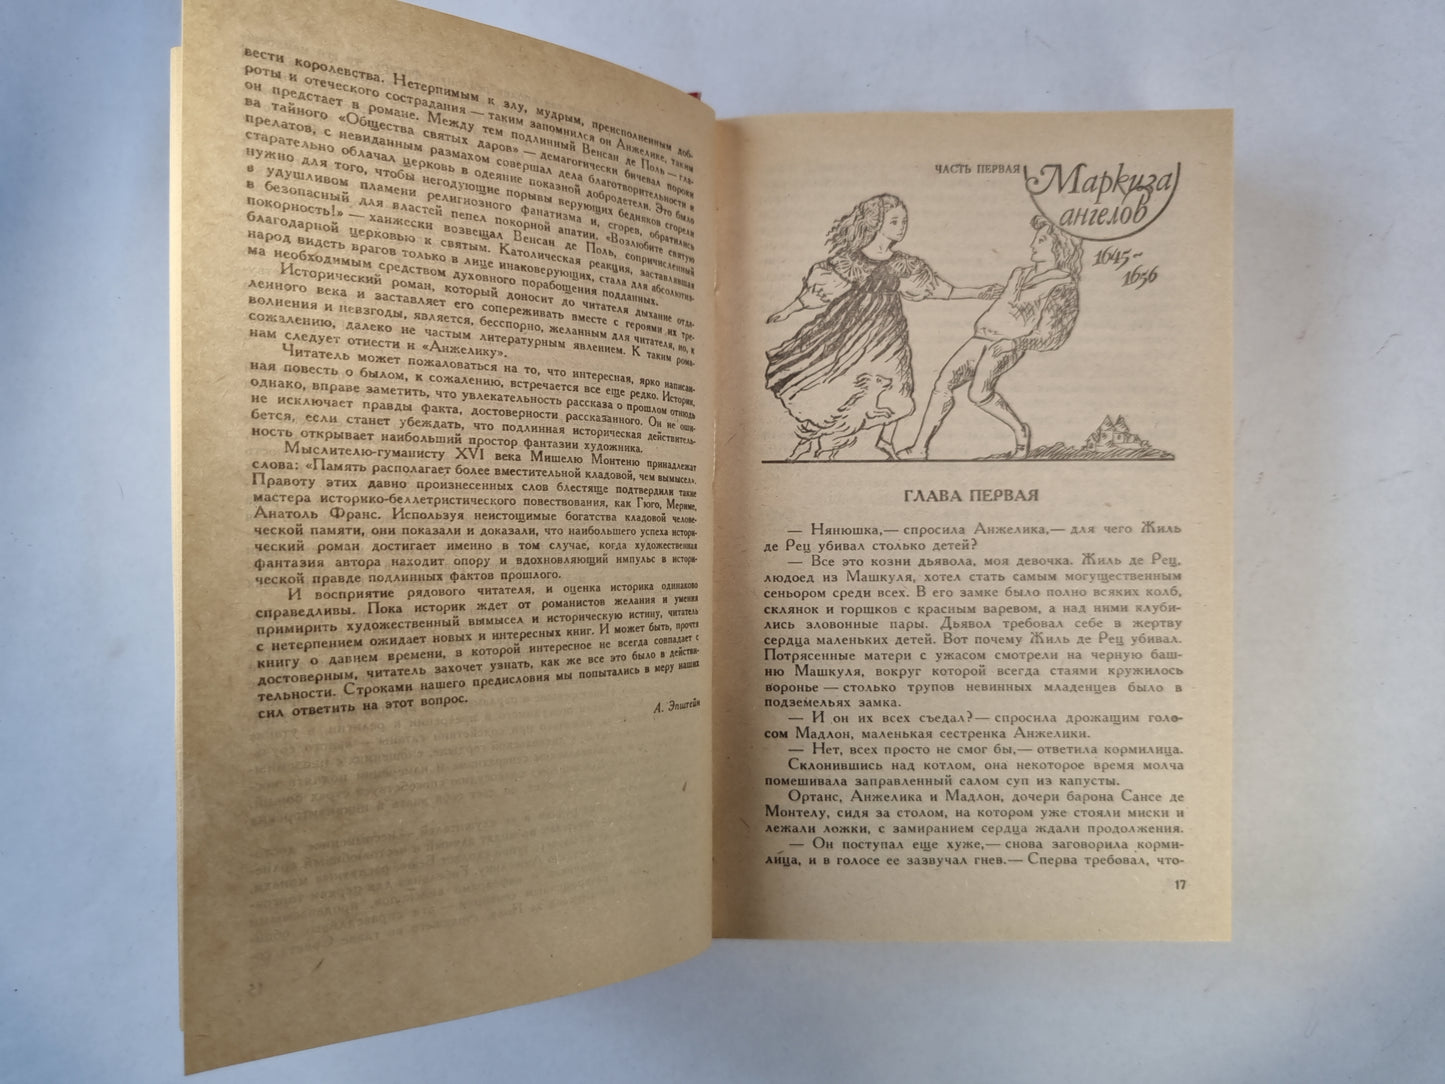 вести королевства. Нетерпимым к злу, мудрым, преисполненным доб-
роты и отеческого сострадания — таким запомнился он Анжелике, таким
он предстает в романе. Между тем подлинный Венсан де Поль — гла-
ва тайного «Общества святых даров» — демагогически бичевал пороки
прелатов, с невиданным размахом совершал дела благотворительности и
старательно облачал церковь в одеяние показной добродетели. Это было
нужно для того, чтобы негодующие порывы верующих бедняков сгорели
в удушливом пламени религиозного фанатизма и, сгорев, обратились
в безопасный для властей пепел покорной апатии. «Возлюбите святую
покорность!» — ханжески возвещал Венсан де Поль, сопричисленный
благодарной церковью к святым. Католическая реакция, заставлявшая
народ видеть врагов только в лице инаковерующих, стала для абсолютиз-
ма необходимым средством духовного порабощения подданных.
Исторический роман, который доносит до читателя дыхание отда-
ленного века и заставляет его сопереживать вместе с героями их тре-
волнения и невзгоды, является, бесспорно, желанным для читателя, но, к
сожалению, далеко не частым литературным явлением. К таким рома-
нам следует отнести и «Анжелику».
Читатель может пожаловаться на то, что интересная, ярко написан-
ная повесть о былом, к сожалению, встречается все еще редко. Историк,
однако, вправе заметить, что увлекательность рассказа о прошлом отнюдь
не исключает правды факта, достоверности рассказанного. Он не оши-
бется, если станет убеждать, что подлинная историческая действитель-
ность открывает наибольший простор фантазии художника.
Мыслителю-гуманисту XVI века Мишелю Монтеню принадлежат
слова: «Память располагает более вместительной кладовой, чем вымысел».
Правоту этих давно произнесенных слов блестяще подтвердили такие
мастера историко-беллетристического повествования, как Гюго, Мериме,
Анатоль Франс. Используя неистощимые богатства кладовой челове-
ческой памяти, они показали и доказали, что наибольшего успеха истори-
ческий роман достигает именно в том случае, когда художественная
фантазия автора находит опору и вдохновляющий импульс в истори-
ческой правде подлинных фактов прошлого.
И восприятие рядового читателя, и оценка историка одинаково
справедливы. Пока историк ждет от романистов желания и умения
примирить художественный вымысел и историческую истину, читатель
с нетерпением ожидает новых и интересных книг. И может быть, прочтя
книгу о давнем времени, в которой интересное не всегда совпадает с
достоверным, читатель захочет узнать, как же все это было в действи-
тельности. Строками нашего предисловия мы попытались в меру наших
сил ответить на этот вопрос.
А. Эпштейн
ЧАСТЬ ПЕРВАЯ
Маркиза
ангелов
1645-
1656
ГЛАВА ПЕРВАЯ
— Нянюшка,— спросила Анжелика,— для чего Жиль
де Рец убивал столько детей?
— Все это козни дьявола, моя девочка. Жиль де Рец,
людоед из Машкуля, хотел стать самым могущественным
сеньором среди всех. В его замке было полно всяких колб,
склянок и горшков с красным варевом, а над ними клуби-
лись зловонные пары. Дьявол требовал себе в жертву
сердца маленьких детей. Вот почему Жиль де Рец убивал.
Потрясенные матери с ужасом смотрели на черную баш-
ню Машкуля, вокруг которой всегда стаями кружилось
воронье — столько трупов невинных младенцев было в
подземельях замка.
— И он их всех съедал?— спросила дрожащим голо-
сом Мадлон, маленькая сестренка Анжелики.
— Нет, всех просто не смог бы,— ответила кормилица.
Склонившись над котлом, она некоторое время молча
помешивала заправленный салом суп из капусты.
Ортанс, Анжелика и Мадлон, дочери барона Сансе де
Монтелу, сидя за столом, на котором уже стояли миски и
лежали ложки, с замиранием сердца ждали продолжения.
— Он поступал еще хуже,— снова заговорила корми-
лица, и в голосе ее зазвучал гнев.— Сперва требовал, что-
17